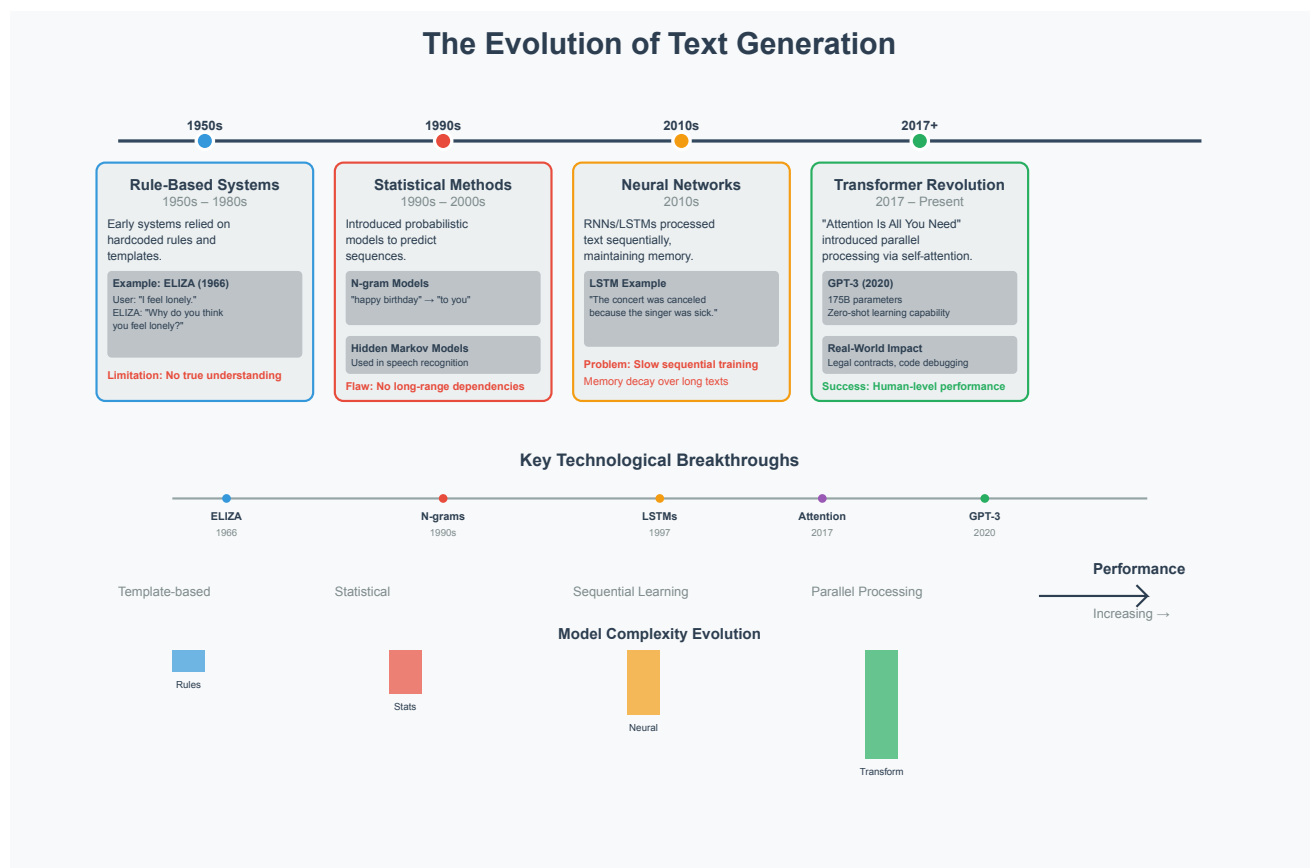 The Evolution of Text Generation
1950s
1990s
2010s
2017+
Rule-Based Systems
1950s – 1980s
Early systems relied on
hardcoded rules and
templates.
Example: ELIZA (1966)
User: "I feel lonely."
ELIZA: "Why do you think
you feel lonely?"
Limitation: No true understanding
Statistical Methods
1990s – 2000s
Introduced probabilistic
models to predict
sequences.
N-gram Models
"happy birthday" → "to you"
Hidden Markov Models
Used in speech recognition
Flaw: No long-range dependencies
Neural Networks
2010s
RNNs/LSTMs processed
text sequentially,
maintaining memory.
LSTM Example
"The concert was canceled
because the singer was sick."
Problem: Slow sequential training
Memory decay over long texts
Transformer Revolution
2017 – Present
"Attention Is All You Need"
introduced parallel
processing via self-attention.
GPT-3 (2020)
175B parameters
Zero-shot learning capability
Real-World Impact
Legal contracts, code debugging
Success: Human-level performance
Key Technological Breakthroughs
ELIZA
1966
N-grams
1990s
LSTMs
1997
Attention
2017
GPT-3
2020
Template-based
Statistical
Sequential Learning
Parallel Processing
Performance
Increasing →
Model Complexity Evolution
Rules
Stats
Neural
Transform